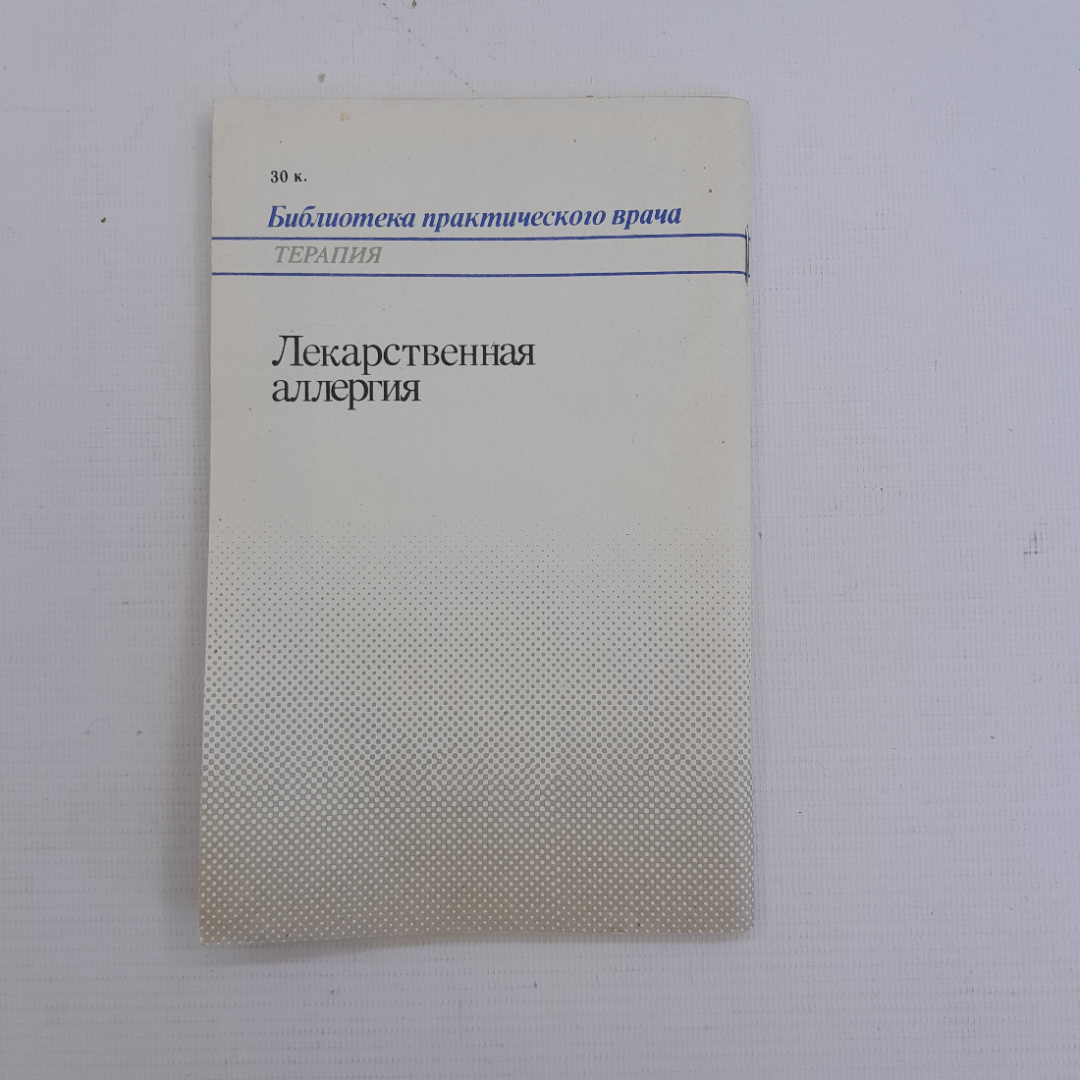 30 к.
Библиотека практического врача
ТЕРАПИЯ
Лекарственная
аллергия